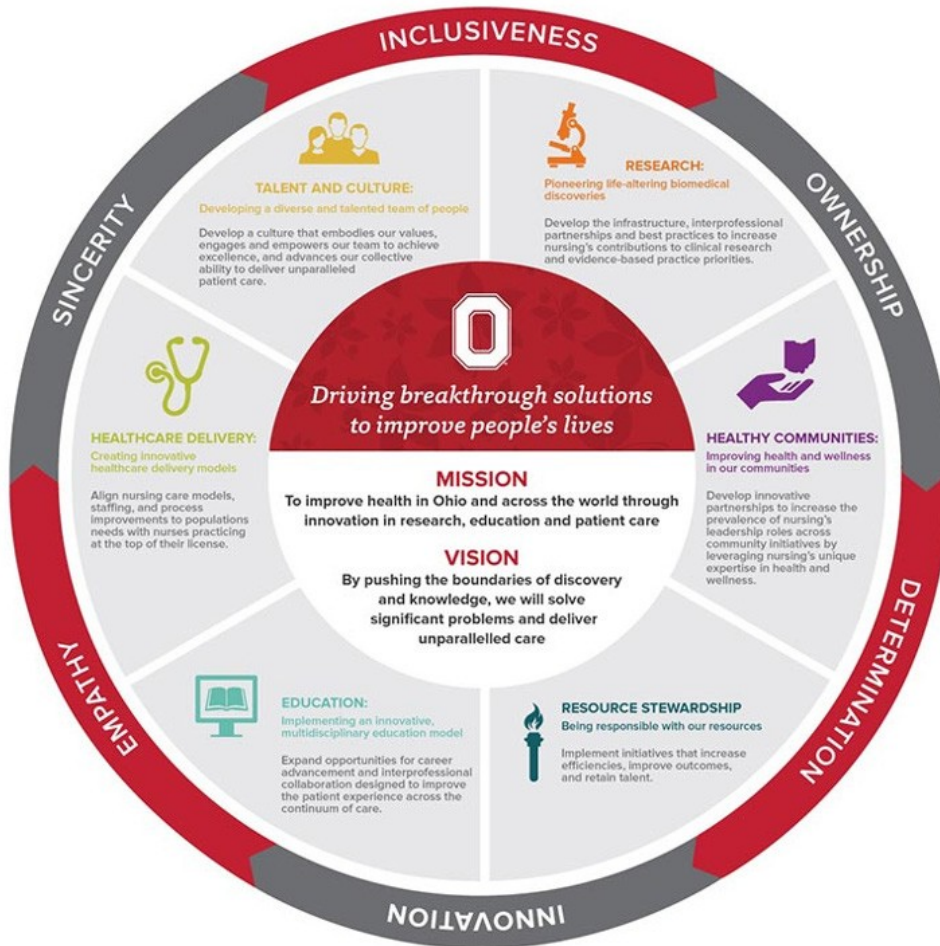 INCLUSIVENESS
OWNERSHIP
DETERMINATION
INNOVATION
EMPATHY
SINCERITY
TALENT AND CULTURE:
Developing a diverse and talented team of people
Develop a culture that embodies our values,
engages and empowers our team to achieve
excellence, and advances our collective
ability to deliver unparalleled
patient care.
RESEARCH:
Pioneering life-altering biomedical
discoveries
Develop the infrastructure, interprofessional
partnerships and best practices to increase
nursing's contributions to clinical research
and evidence-based practice priorities.
HEALTHCARE DELIVERY:
Creating innovative
healthcare delivery models
Align nursing care models,
staffing, and process
improvements to populations
needs with nurses practicing
at the top of their license.
O
Driving breakthrough solutions
to improve people's lives
MISSION
To improve health in Ohio and across the world through
innovation in research, education and patient care
VISION
By pushing the boundaries of discovery
and knowledge, we will solve
significant problems and deliver
unparallelled care
HEALTHY COMMUNITIES:
Improving health and wellness
in our communities
Develop innovative
partnerships to increase the
prevalence of nursing's
leadership roles across
community initiatives by
leveraging nursing's unique
expertise in health and
wellness.
EDUCATION:
Implementing an innovative,
multidisciplinary education model
Expand opportunities for career
advancement and interprofessional
collaboration designed to improve
the patient experience across the
continuum of care.
RESOURCE STEWARDSHIP
Being responsible with our resources
Implement initiatives that increase
efficiencies, improve outcomes,
and retain talent.